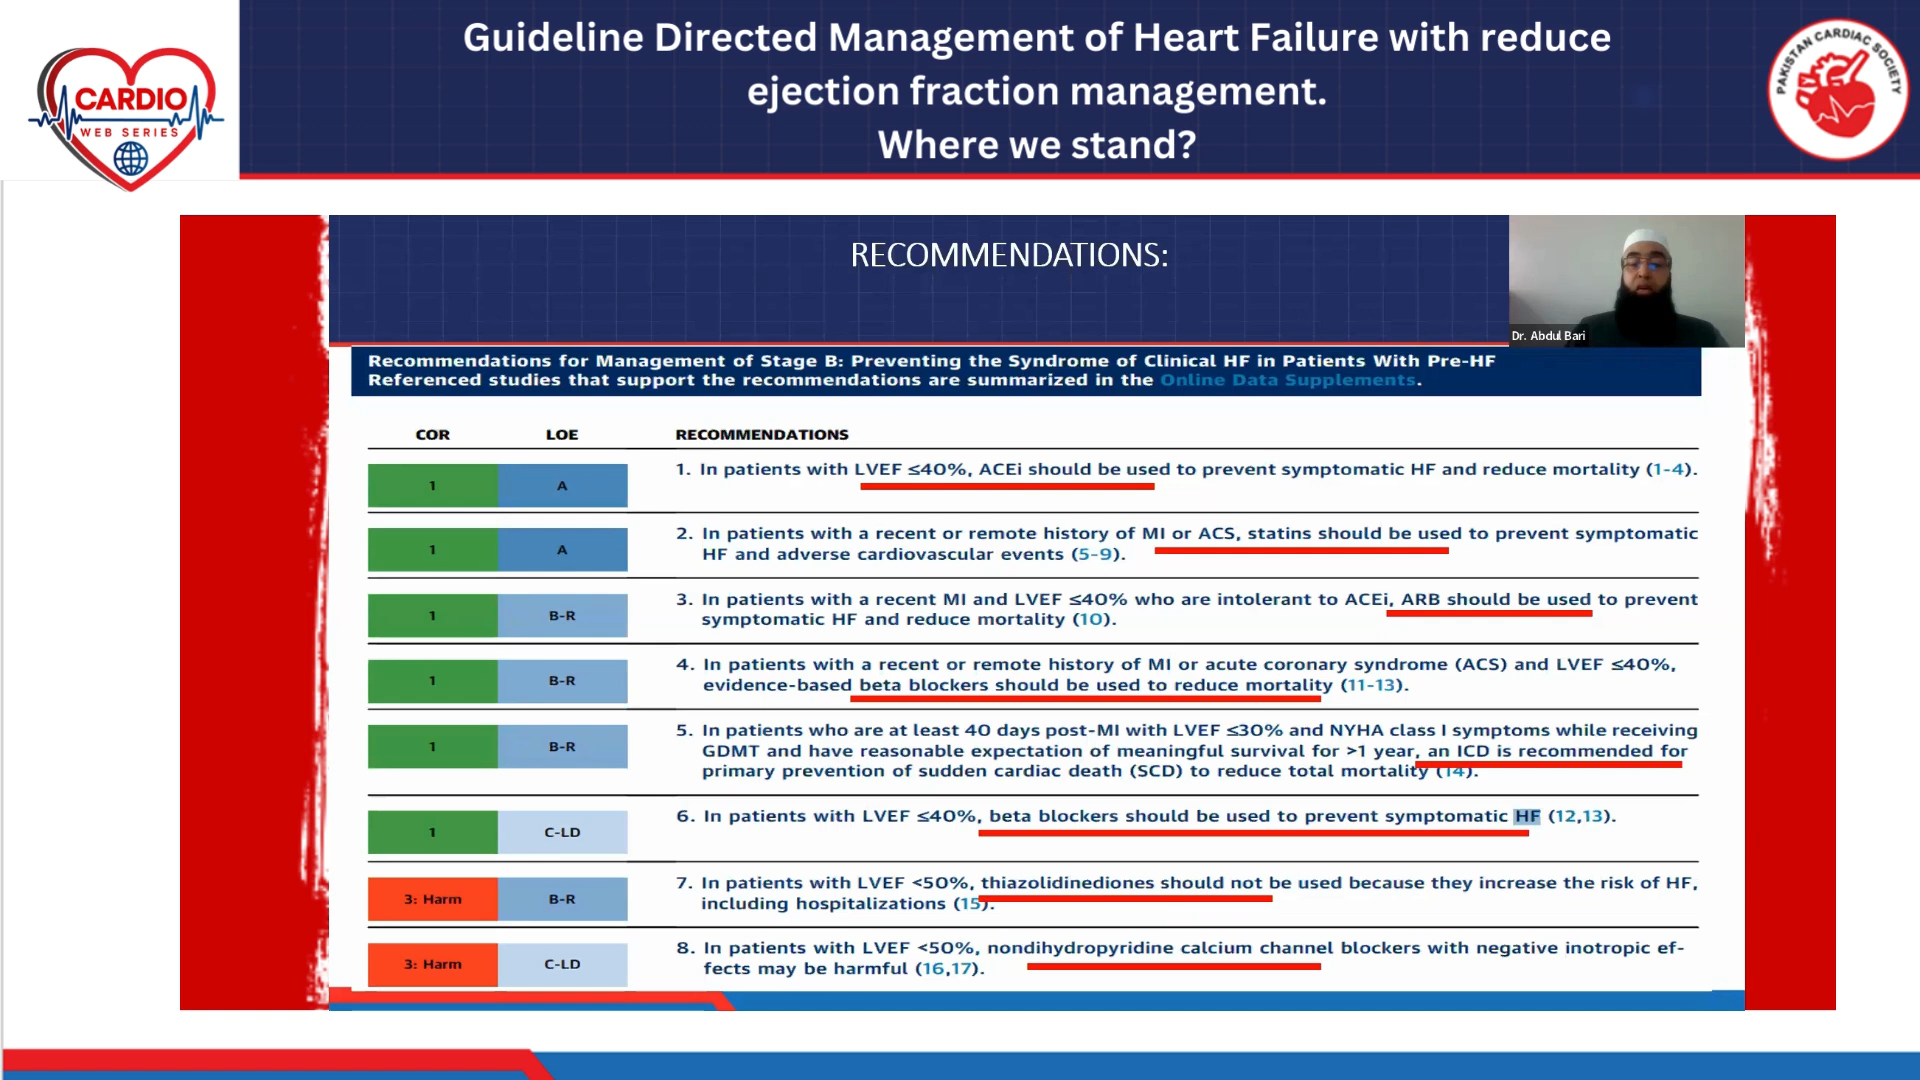 Guideline Directed Management of Heart Failure with reduce
ejection fraction management.
Where we stand?
CARDIO
WEB SERIES
PAKISTAN CARDIAC SOCIETY
RECOMMENDATIONS:
Dr. Abdul Bari
Recommendations for Management of Stage B: Preventing the Syndrome of Clinical HF in Patients With Pre-HF
Referenced studies that support the recommendations are summarized in the Online Data Supplements.
COR LOE RECOMMENDATIONS
1 A 1. In patients with LVEF ≤40%, ACEi should be used to prevent symptomatic HF and reduce mortality (1-4).
1 A 2. In patients with a recent or remote history of MI or ACS, statins should be used to prevent symptomatic
HF and adverse cardiovascular events (5-9).
1 B-R 3. In patients with a recent MI and LVEF ≤40% who are intolerant to ACEi, ARB should be used to prevent
symptomatic HF and reduce mortality (10).
1 B-R 4. In patients with a recent or remote history of MI or acute coronary syndrome (ACS) and LVEF ≤40%,
evidence-based beta blockers should be used to reduce mortality (11-13).
1 B-R 5. In patients who are at least 40 days post-MI with LVEF ≤30% and NYHA class I symptoms while receiving
GDMT and have reasonable expectation of meaningful survival for >1 year, an ICD is recommended for
primary prevention of sudden cardiac death (SCD) to reduce total mortality (14).
1 C-LD 6. In patients with LVEF ≤40%, beta blockers should be used to prevent symptomatic HF (12,13).
3: Harm B-R 7. In patients with LVEF <50%, thiazolidinediones should not be used because they increase the risk of HF,
including hospitalizations (15).
3: Harm C-LD 8. In patients with LVEF <50%, nondihydropyridine calcium channel blockers with negative inotropic ef-
fects may be harmful (16,17).